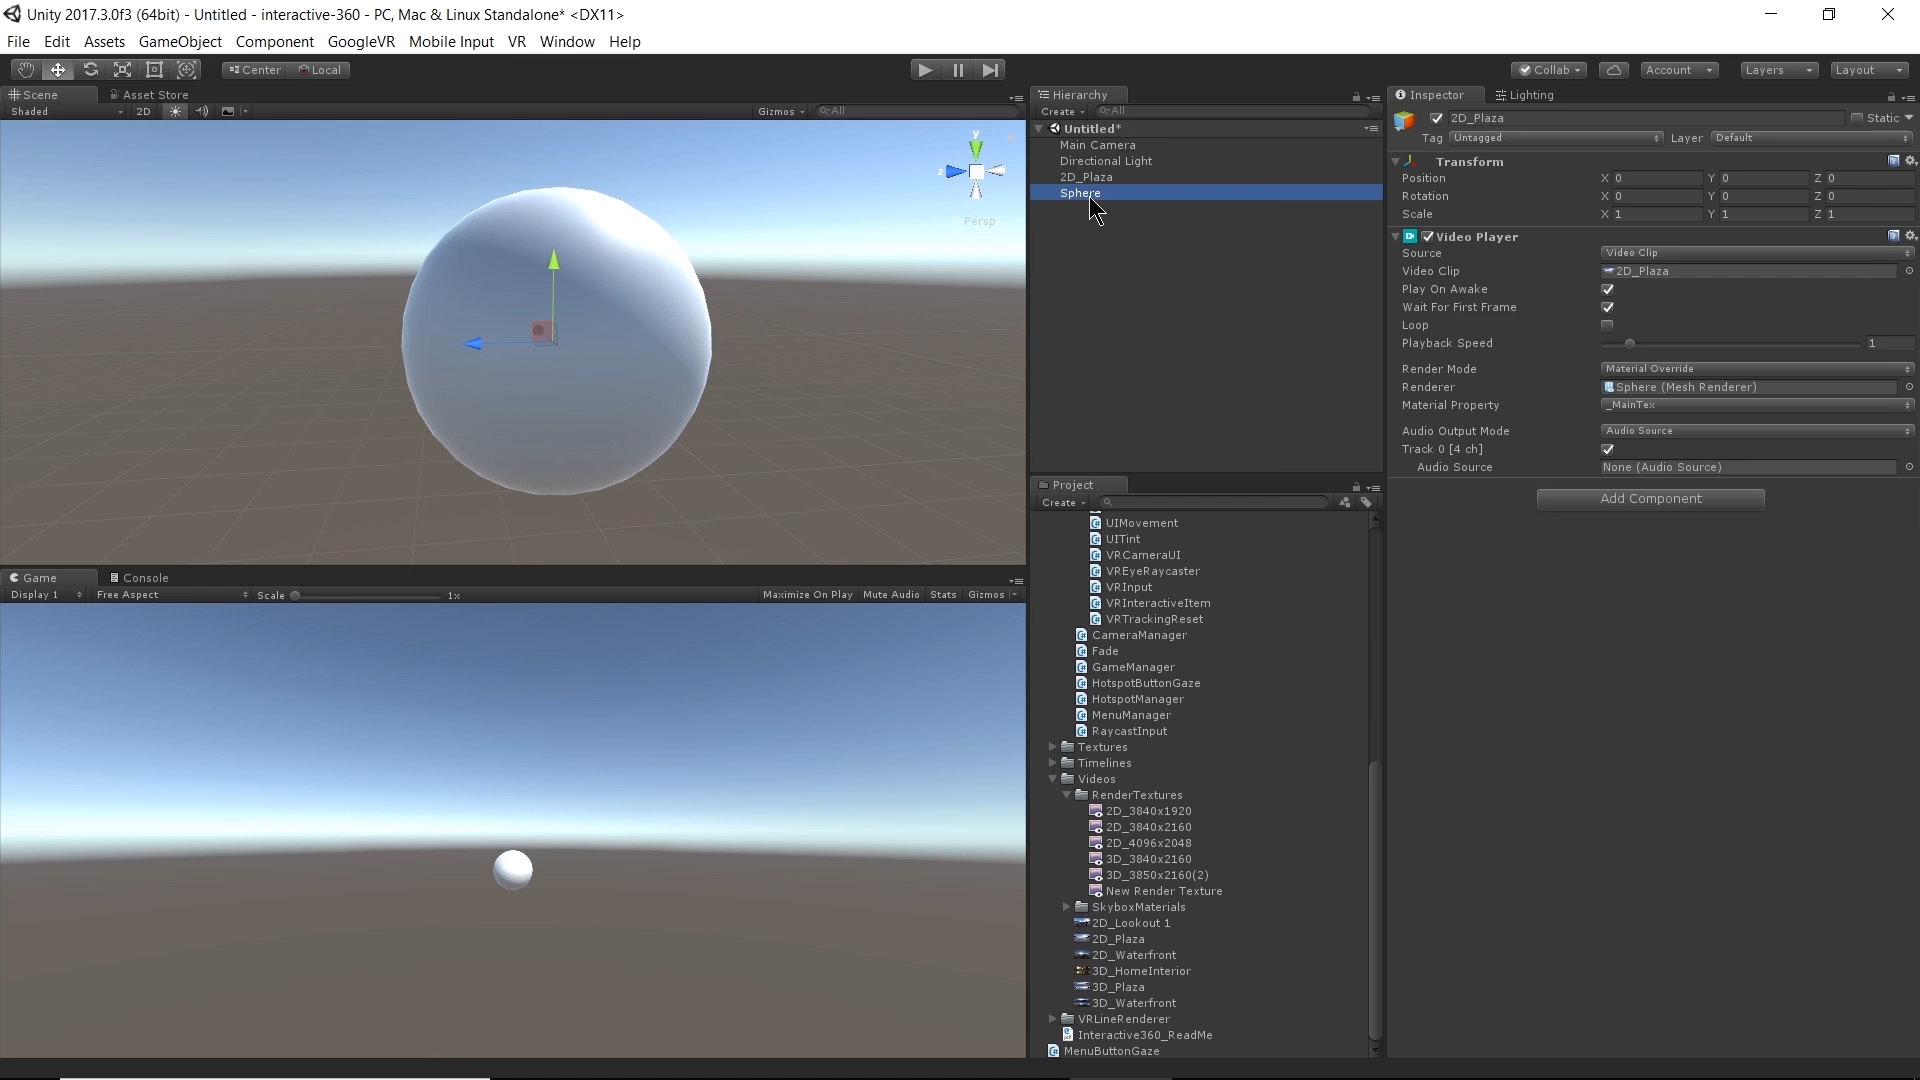 Unity 2017.3.0f3 (64bit) - Untitled - interactive-360 - PC, Mac & Linux Standalone* <DX11>
File Edit Assets GameObject Component GoogleVR Mobile Input VR Window Help
Center Local Collab Account Layers Layout
Scene Asset Store
Shaded 2D Gizmos All
y
z
Persp
Game Console
Display 1 Free Aspect Scale 1x Maximize On Play Mute Audio Stats Gizmos
Hierarchy
Create All
Untitled*
Main Camera
Directional Light
2D_Plaza
Sphere
Project
Create
UIMovement
UITint
VRCameraUI
VREyeRaycaster
VRInput
VRInteractiveItem
VRTrackingReset
CameraManager
Fade
GameManager
HotspotButtonGaze
HotspotManager
MenuManager
RaycastInput
Textures
Timelines
Videos
RenderTextures
2D_3840x1920
2D_3840x2160
2D_4096x2048
3D_3840x2160
3D_3850x2160(2)
New Render Texture
SkyboxMaterials
2D_Lookout 1
2D_Plaza
2D_Waterfront
3D_HomeInterior
3D_Plaza
3D_Waterfront
VRLineRenderer
Interactive360_ReadMe
MenuButtonGaze
Inspector Lighting
2D_Plaza Static
Tag Untagged Layer Default
Transform
Position X 0 Y 0 Z 0
Rotation X 0 Y 0 Z 0
Scale X 1 Y 1 Z 1
Video Player
Source Video Clip
Video Clip 2D_Plaza
Play On Awake
Wait For First Frame
Loop
Playback Speed 1
Render Mode Material Override
Renderer Sphere (Mesh Renderer)
Material Property _MainTex
Audio Output Mode Audio Source
Track 0 [4 ch]
Audio Source None (Audio Source)
Add Component